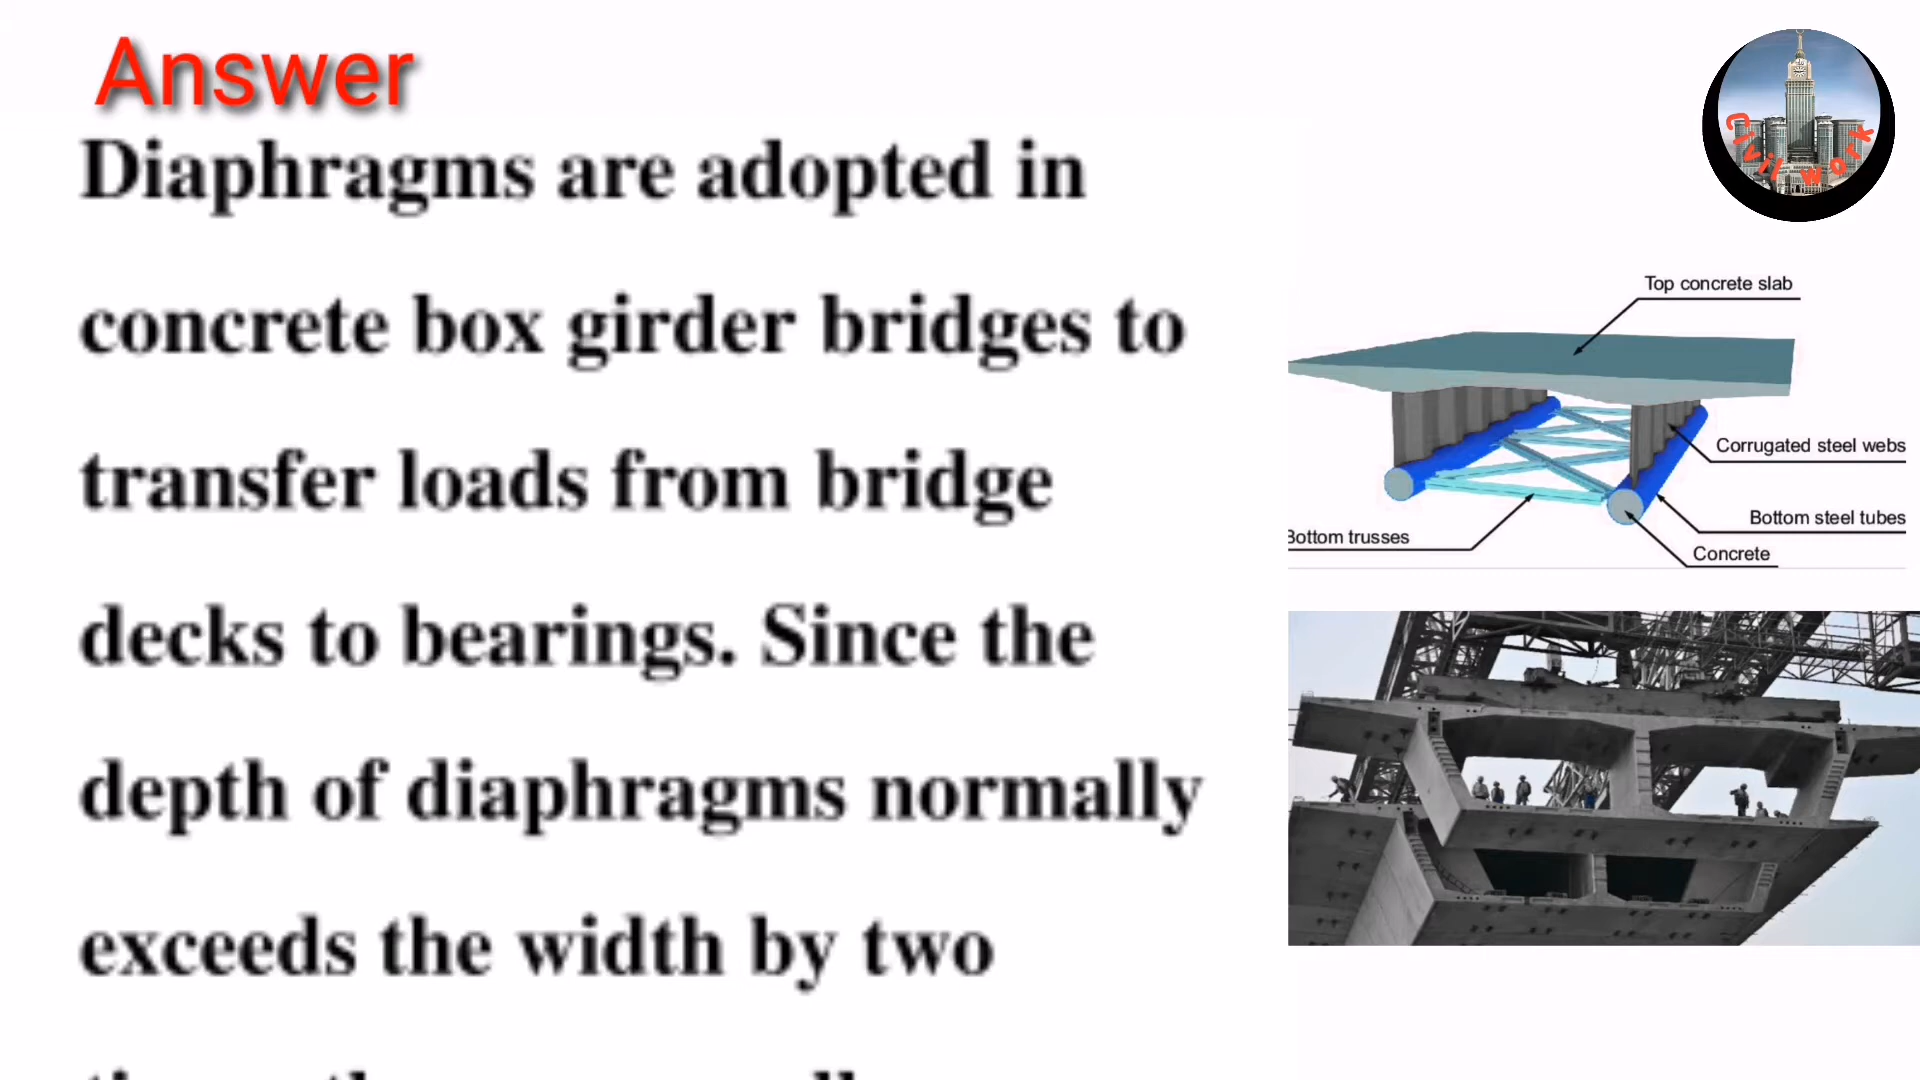 Answer
Diaphragms are adopted in
concrete box girder bridges to
transfer loads from bridge
decks to bearings. Since the
depth of diaphragms normally
exceeds the width by two
Civil work
Top concrete slab
Corrugated steel webs
Bottom steel tubes
Bottom trusses
Concrete